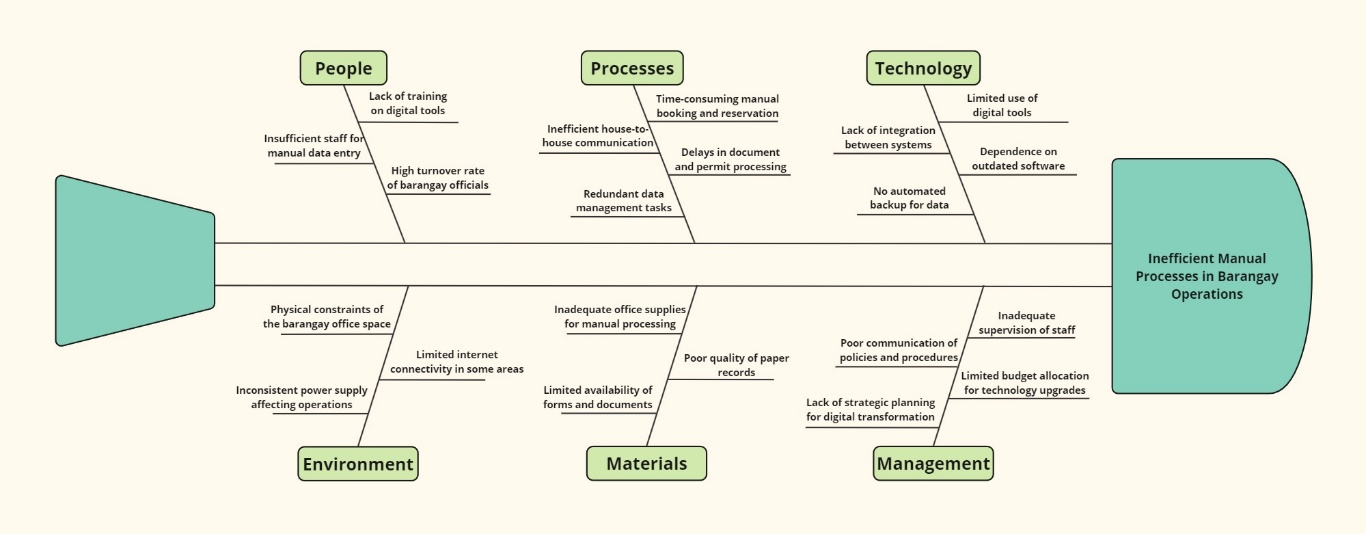 People
Lack of training
on digital tools
Insufficient staff for
manual data entry
High turnover rate
of barangay officials
Processes
Time-consuming manual
booking and reservation
Inefficient house-to-
house communication
Delays in document
and permit processing
Redundant data
management tasks
Technology
Limited use of
digital tools
Lack of integration
between systems
Dependence on
outdated software
No automated
backup for data
Inefficient Manual
Processes in Barangay
Operations
Physical constraints of
the barangay office space
Limited internet
connectivity in some areas
Inconsistent power supply
affecting operations
Environment
Inadequate office supplies
for manual processing
Poor quality of paper
records
Limited availability of
forms and documents
Materials
Inadequate
supervision of staff
Poor communication of
policies and procedures
Limited budget allocation
for technology upgrades
Lack of strategic planning
for digital transformation
Management